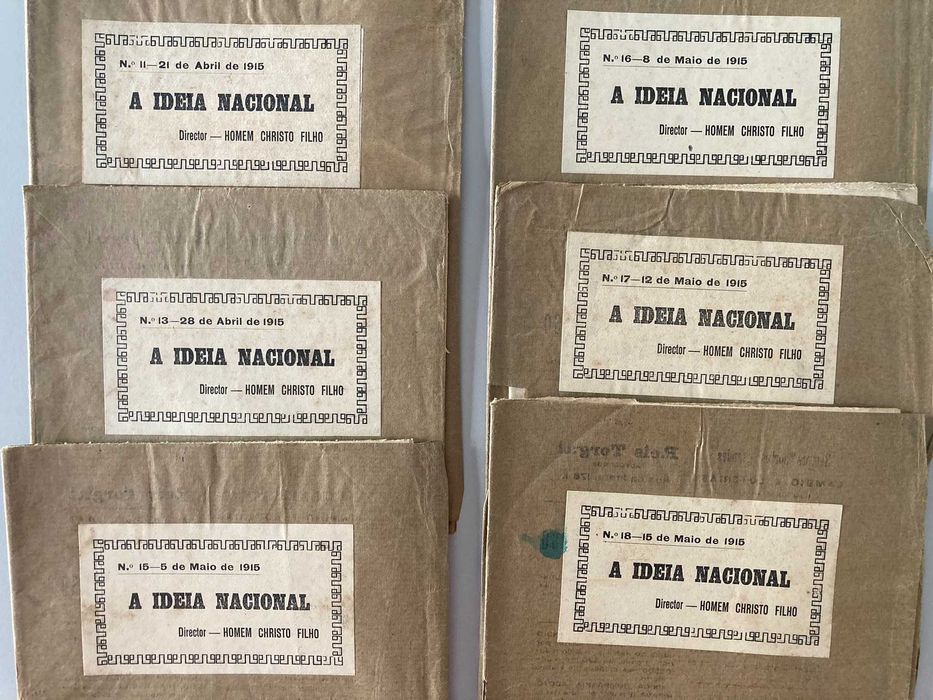 N.º 11—21 de Abril de 1915
A IDEIA NACIONAL
Director — HOMEM CHRISTO FILHO
N.º 13—28 de Abril de 1915
A IDEIA NACIONAL
Director — HOMEM CHRISTO FILHO
N.º 15—5 de Maio de 1915
A IDEIA NACIONAL
Director — HOMEM CHRISTO FILHO
N.º 16—8 de Maio de 1915
A IDEIA NACIONAL
Director — HOMEM CHRISTO FILHO
N.º 17—12 de Maio de 1915
A IDEIA NACIONAL
Director — HOMEM CHRISTO FILHO
Reis Torgal
N.º 18—15 de Maio de 1915
A IDEIA NACIONAL
Director — HOMEM CHRISTO FILHO